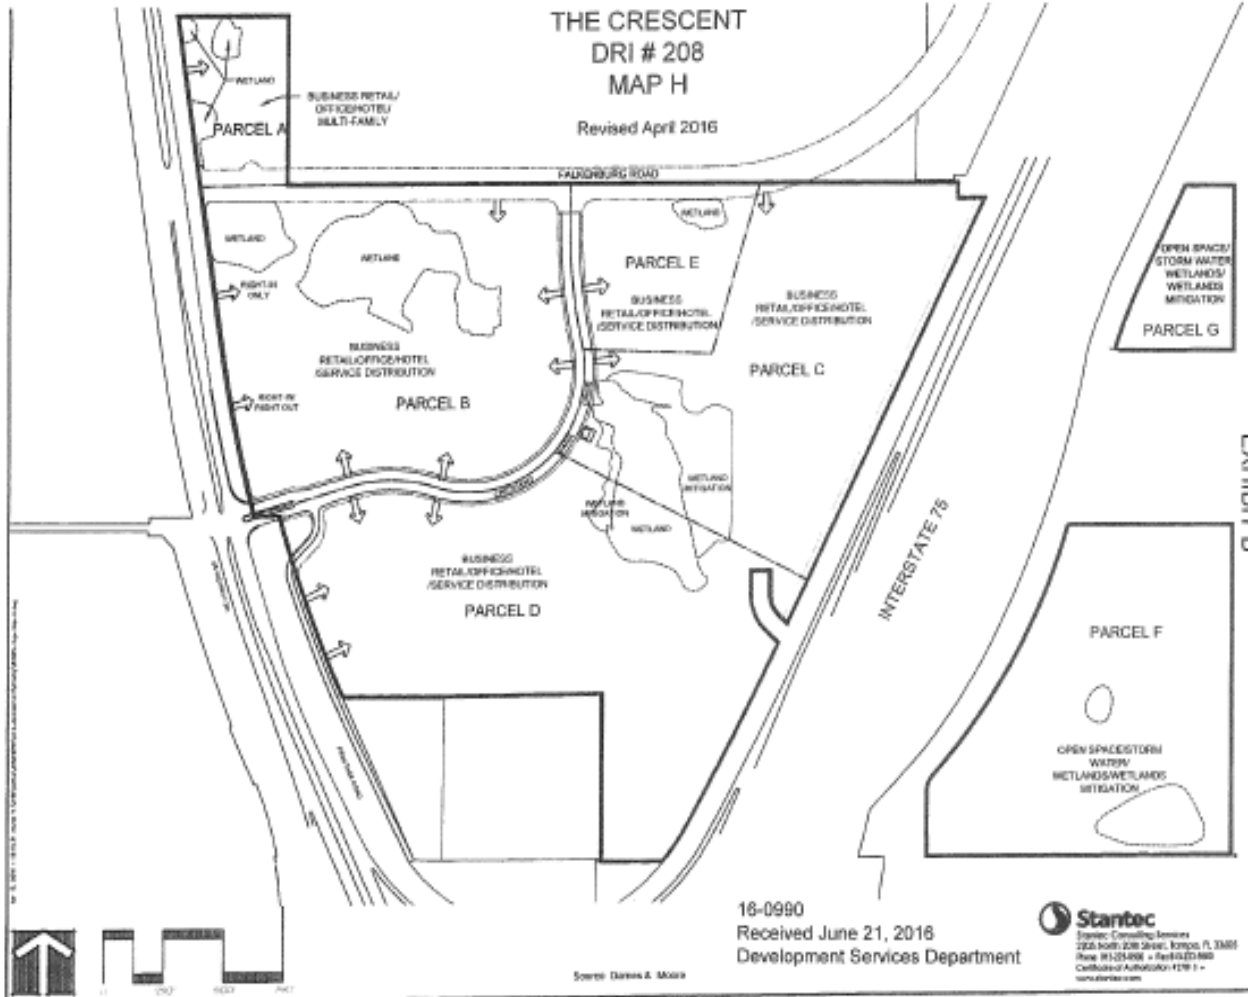 THE CRESCENT
DRI # 208
MAP H
Revised April 2016
WETLAND
BUSINESS RETAIL/
OFFICE/HOTEL/
MULTI-FAMILY
PARCEL A
FALKENBURG ROAD
WETLAND
WETLAND
WETLAND
RIGHT-IN
ONLY
PARCEL E
BUSINESS
RETAIL/OFFICE/HOTEL
/SERVICE DISTRIBUTION
BUSINESS
RETAIL/OFFICE/HOTEL
/SERVICE DISTRIBUTION
PARCEL C
OPEN SPACE/
STORM WATER
WETLANDS/
WETLANDS
MITIGATION
PARCEL G
BUSINESS
RETAIL/OFFICE/HOTEL
/SERVICE DISTRIBUTION
PARCEL B
RIGHT-IN/
RIGHT OUT
WETLAND
MITIGATION
WETLAND
MITIGATION
WETLAND
BUSINESS
RETAIL/OFFICE/HOTEL
/SERVICE DISTRIBUTION
PARCEL D
INTERSTATE 75
PARCEL F
OPEN SPACE/STORM
WATER/
WETLANDS/WETLANDS
MITIGATION
16-0990
Received June 21, 2016
Development Services Department
Source Dames & Moore
Stantec
Stantec Consulting Services